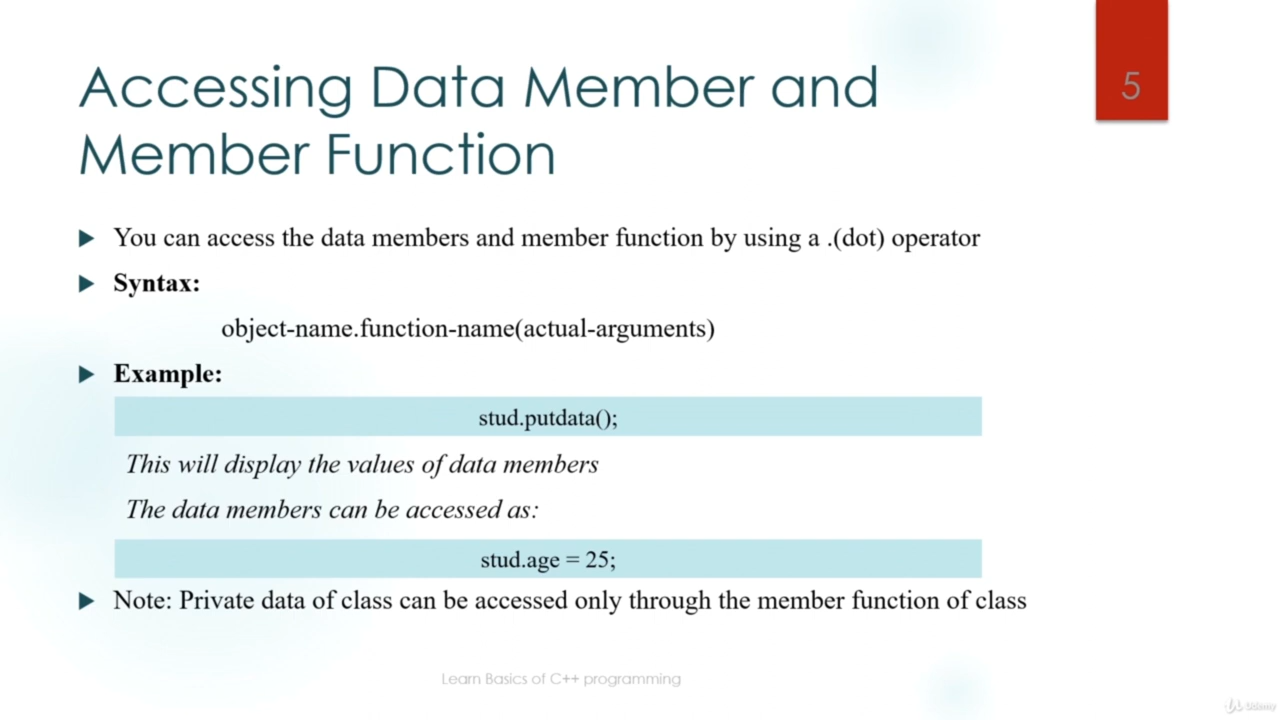 Accessing Data Member and
Member Function
5
You can access the data members and member function by using a .(dot) operator
Syntax:
object-name.function-name(actual-arguments)
Example:
stud.putdata();
This will display the values of data members
The data members can be accessed as:
stud.age = 25;
Note: Private data of class can be accessed only through the member function of class
Learn Basics of C++ programming
Udemy